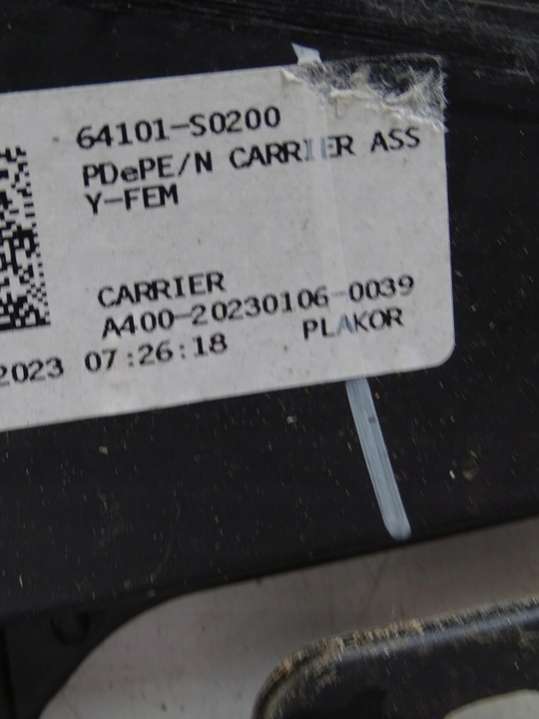 64101-S0200
PDePE/N CARRIER ASS
Y-FEM
CARRIER
A400-20230106-0039
2023 07:26:18 PLAKOR